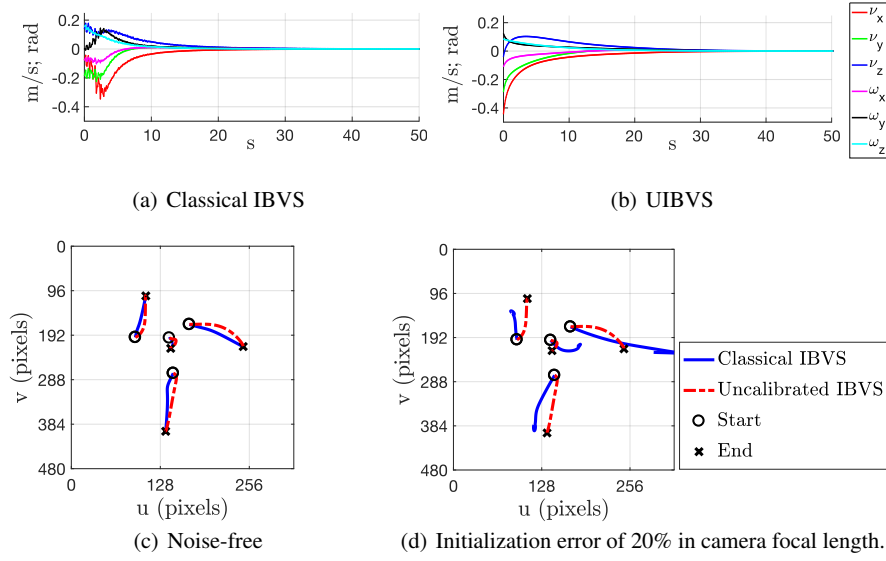 m/s; rad
0.2
0
-0.2
-0.4
0 10 20 30 40 50
s
(a) Classical IBVS
m/s; rad
0.2
0
-0.2
-0.4
0 10 20 30 40 50
s
(b) UIBVS
ν_x
ν_y
ν_z
ω_x
ω_y
ω_z
v (pixels)
0
96
192
288
384
480
0 128 256
u (pixels)
(c) Noise-free
v (pixels)
0
96
192
288
384
480
0 128 256
u (pixels)
(d) Initialization error of 20% in camera focal length.
Classical IBVS
Uncalibrated IBVS
Start
End